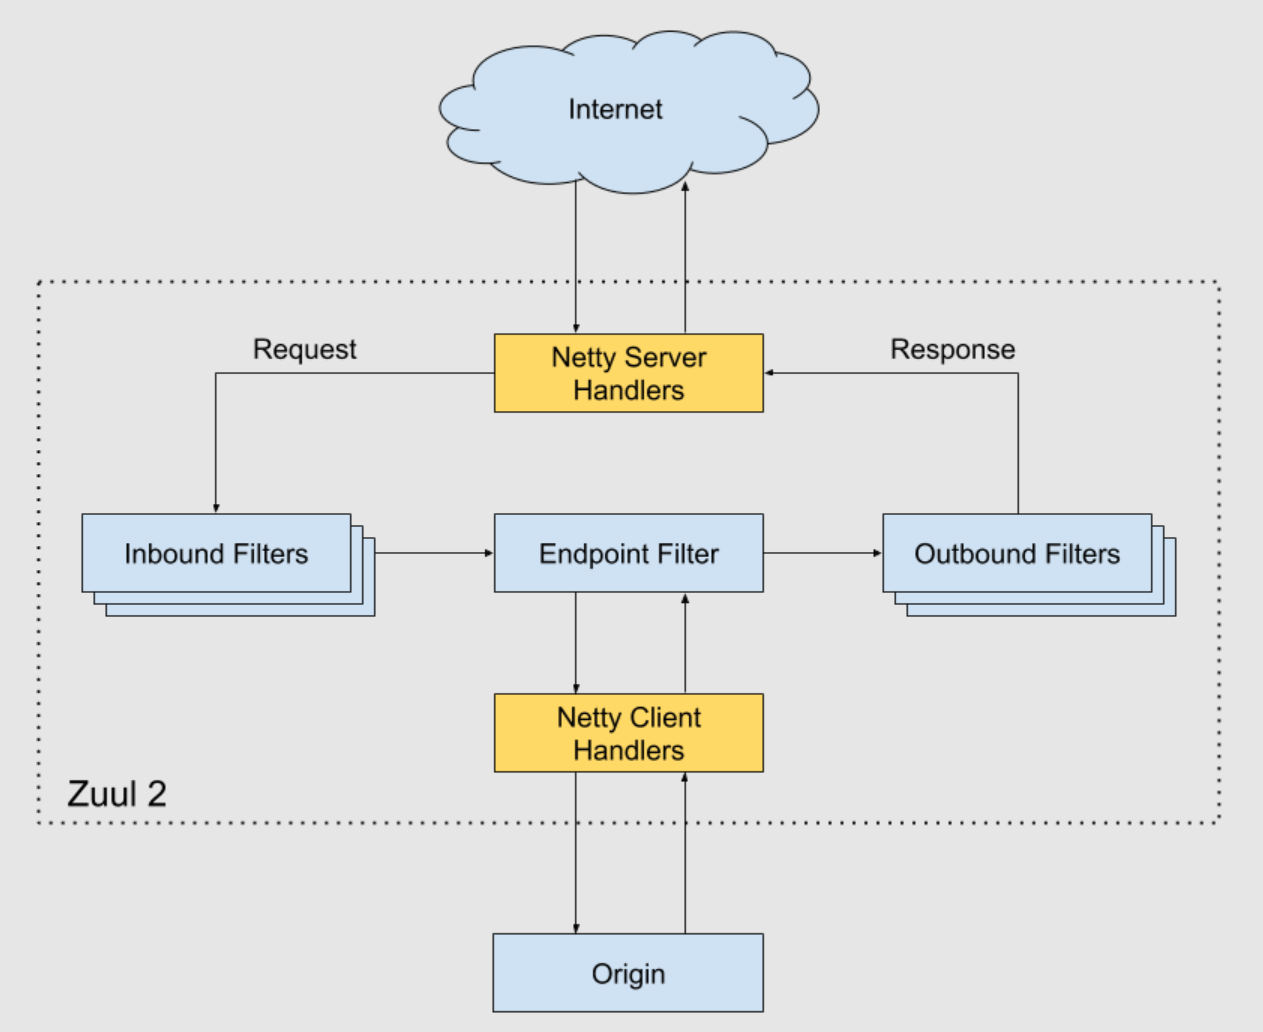 Internet
Request
Netty Server
Handlers
Response
Inbound Filters
Endpoint Filter
Outbound Filters
Netty Client
Handlers
Zuul 2
Origin